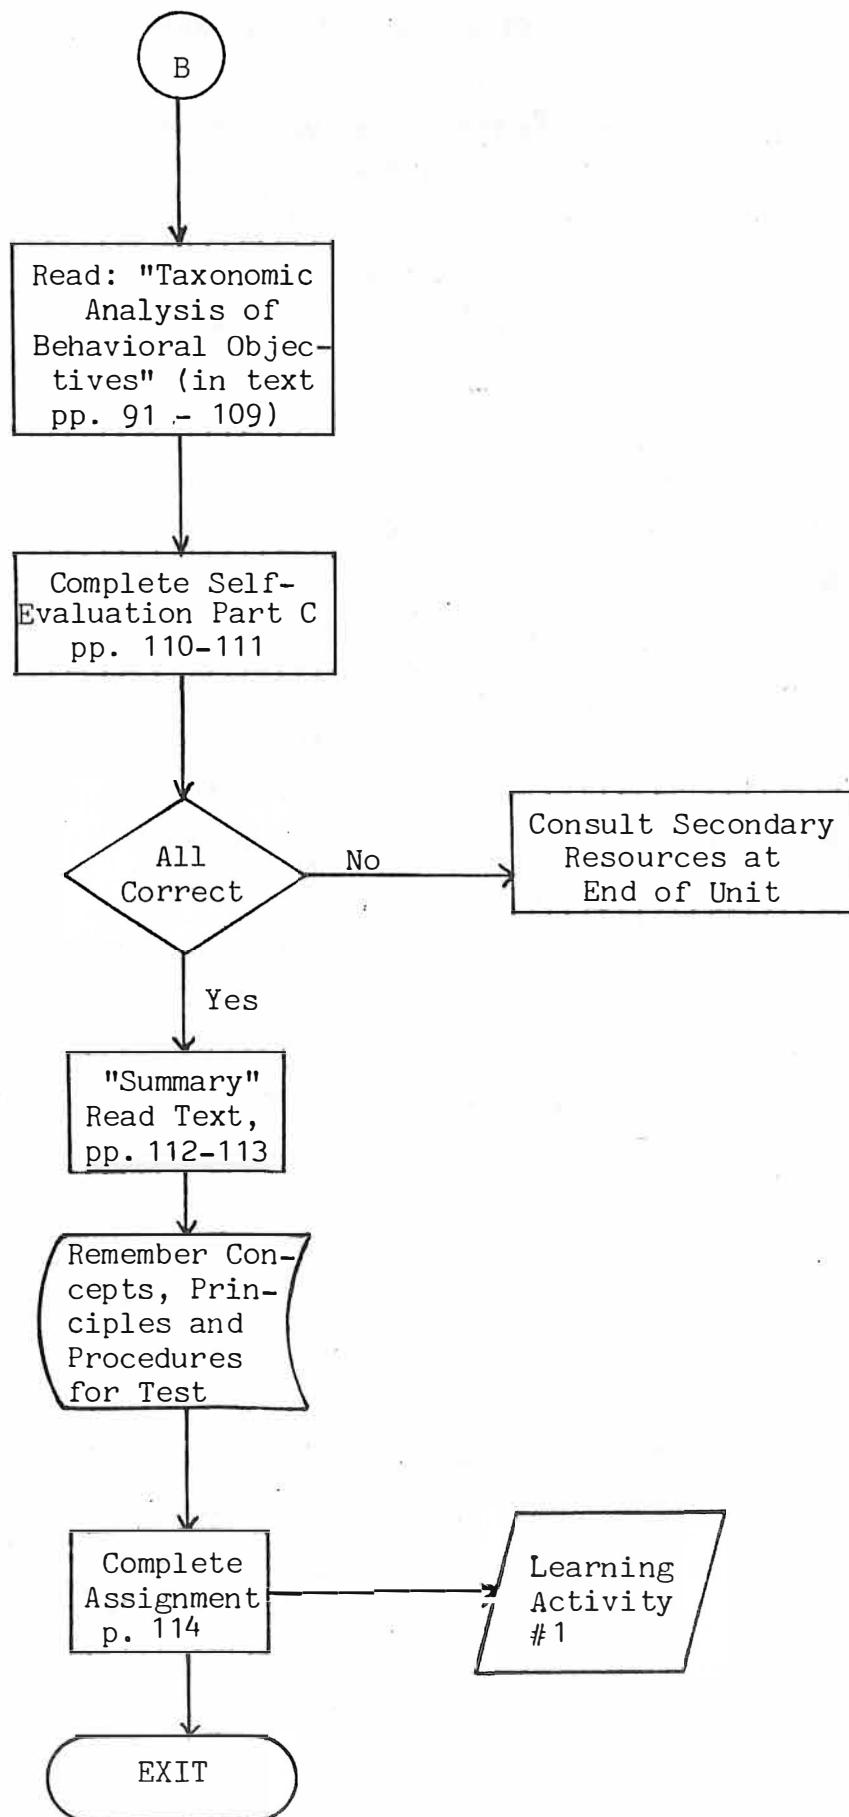 B
Read: "Taxonomic
Analysis of
Behavioral Objec-
tives" (in text
pp. 91 - 109)
Complete Self-
Evaluation Part C
pp. 110-111
All
Correct
No
Consult Secondary
Resources at
End of Unit
Yes
"Summary"
Read Text,
pp. 112-113
Remember Con-
cepts, Prin-
ciples and
Procedures
for Test
Complete
Assignment
p. 114
Learning
Activity
#1
EXIT